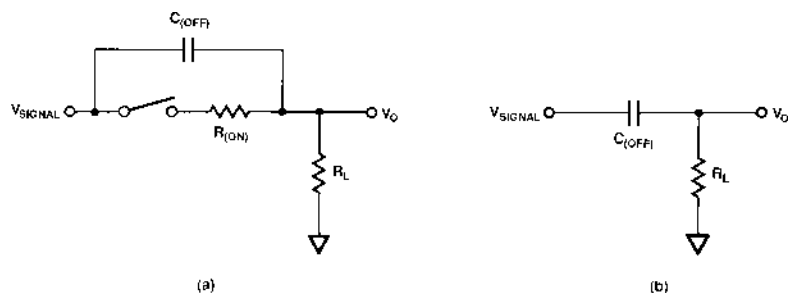 C(OFF)
VSIGNAL
R(ON)
VO
RL
(a)
VSIGNAL
C(OFF)
VO
RL
(b)